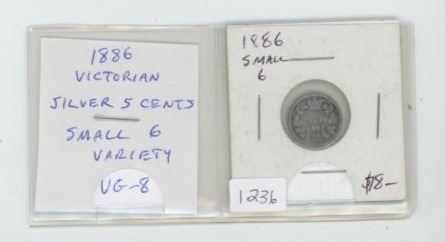 1886
VICTORIAN
SILVER 5 CENTS
SMALL 6
VARIETY
VG-8
1886
SMALL
6
1236
$18-